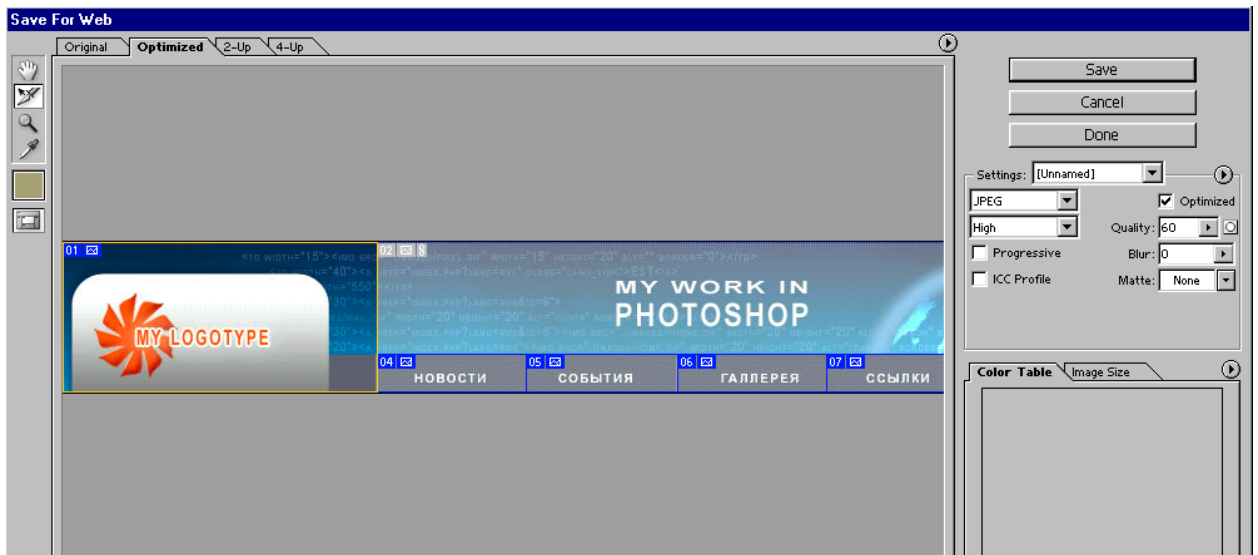 Save For Web
Original Optimized 2-Up 4-Up
Save
Cancel
Done
Settings: [Unnamed]
JPEG Optimized
High Quality: 60
Progressive Blur: 0
ICC Profile Matte: None
01 02 8
MY LOGOTYPE
MY WORK IN
PHOTOSHOP
04 05 06 07
НОВОСТИ СОБЫТИЯ ГАЛЛЕРЕЯ ССЫЛКИ
Color Table Image Size